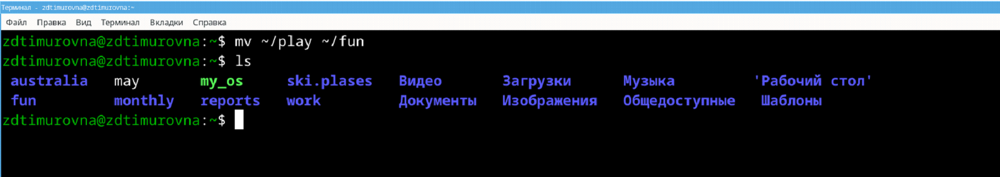 Терминал - zdtimurovna@zdtimurovna:~
Файл Правка Вид Терминал Вкладки Справка
zdtimurovna@zdtimurovna:~$ mv ~/play ~/fun
zdtimurovna@zdtimurovna:~$ ls
australia may my_os ski.plases Видео Загрузки Музыка 'Рабочий стол'
fun monthly reports work Документы Изображения Общедоступные Шаблоны
zdtimurovna@zdtimurovna:~$